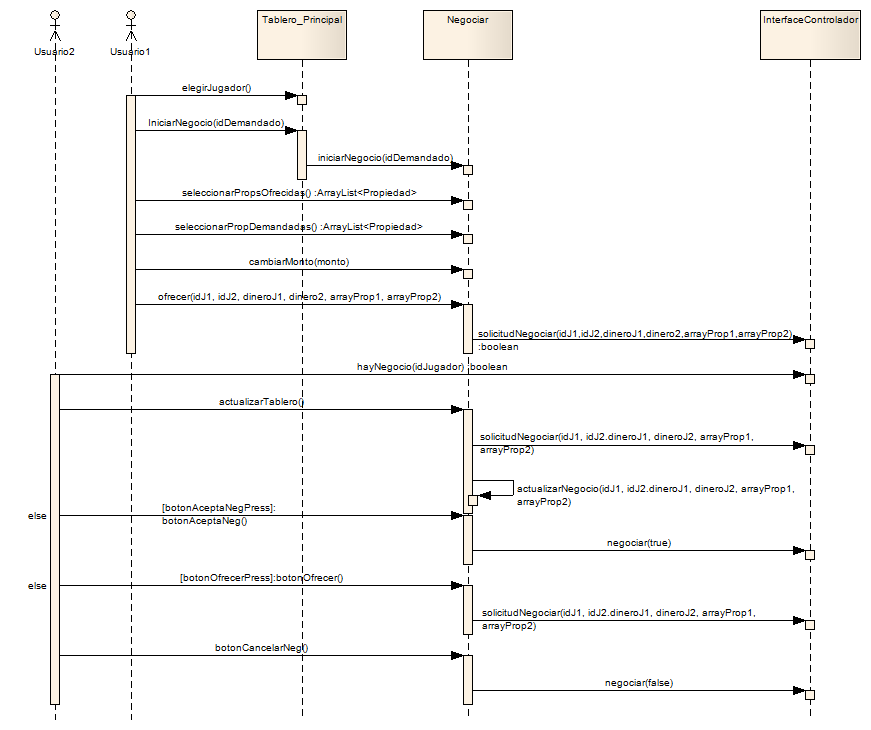 Usuario2
Usuario1
Tablero_Principal
Negociar
InterfaceControlador
elegirJugador()
IniciarNegocio(idDemandado)
iniciarNegocio(idDemandado)
seleccionarPropsOfrecidas() :ArrayList<Propiedad>
seleccionarPropDemandadas() :ArrayList<Propiedad>
cambiarMonto(monto)
ofrecer(idJ1, idJ2, dineroJ1, dinero2, arrayProp1, arrayProp2)
solicitudNegociar(idJ1,idJ2,dineroJ1,dinero2,arrayProp1,arrayProp2)
:boolean
hayNegocio(idJugador) :boolean
actualizarTablero()
solicitudNegociar(idJ1, idJ2.dineroJ1, dineroJ2, arrayProp1,
arrayProp2)
actualizarNegocio(idJ1, idJ2.dineroJ1, dineroJ2, arrayProp1,
arrayProp2)
else
[botonAceptaNegPress]:
botonAceptaNeg()
negociar(true)
else
[botonOfrecerPress]:botonOfrecer()
solicitudNegociar(idJ1, idJ2.dineroJ1, dineroJ2, arrayProp1,
arrayProp2)
botonCancelarNeg()
negociar(false)